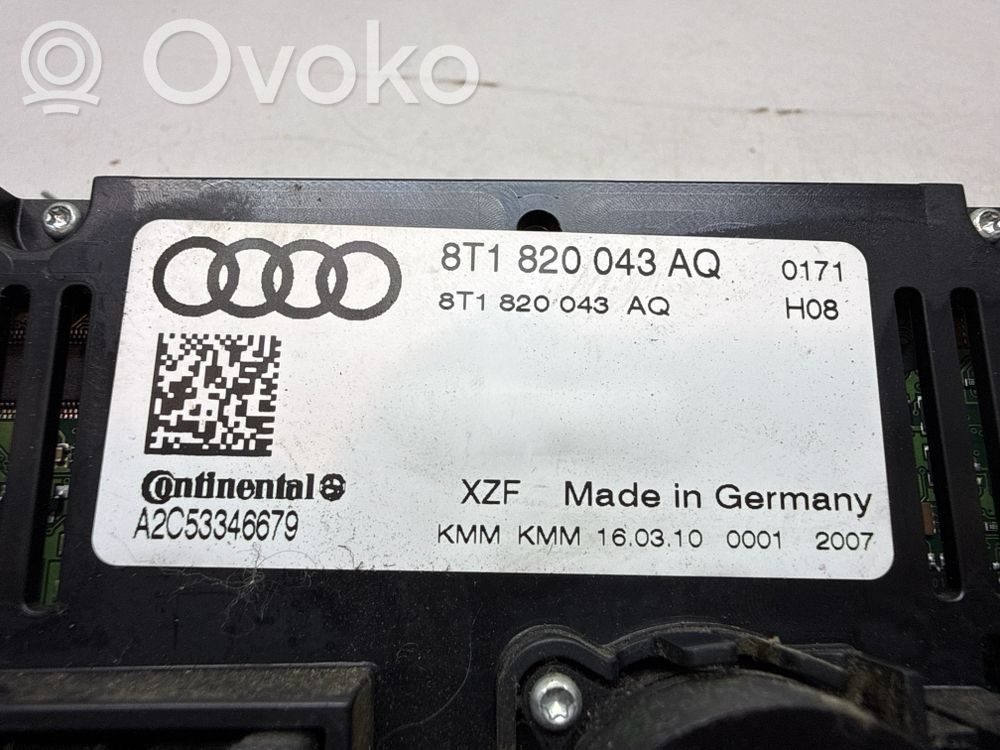 Ovoko
8T1 820 043 AQ 0171
8T1 820 043 AQ H08
Continental
XZF Made in Germany
A2C53346679
KMM KMM 16.03.10 0001 2007